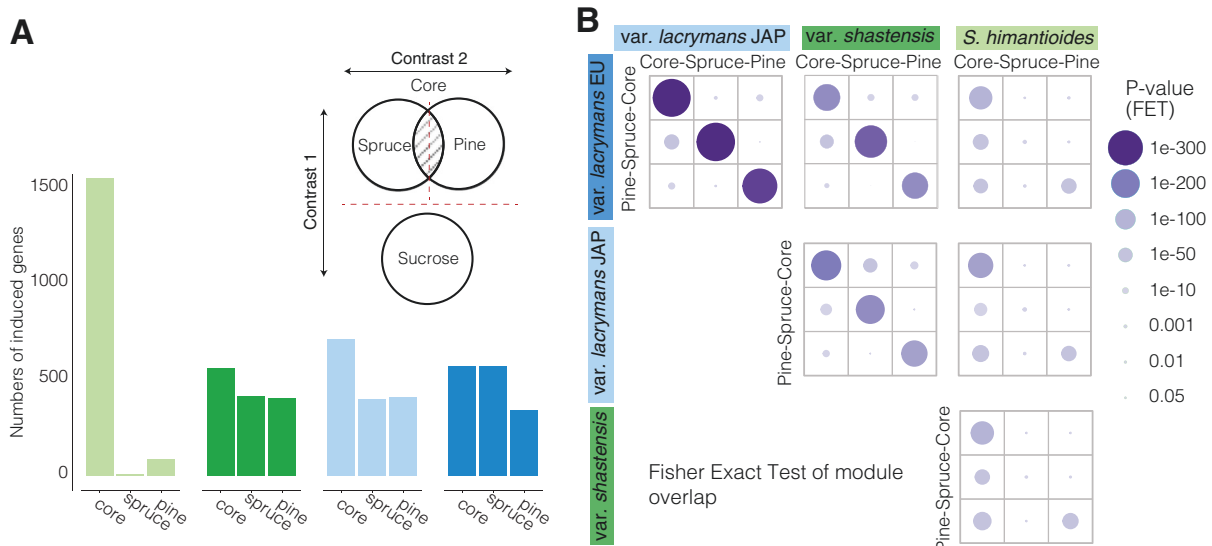 A
Numbers of induced genes
1500
1000
500
0
core
spruce
pine
core
spruce
pine
core
spruce
pine
core
spruce
pine
Contrast 2
Core
Contrast 1
Spruce
Pine
Sucrose
B
var. lacrymans JAP
var. shastensis
S. himantioides
Core-Spruce-Pine
Core-Spruce-Pine
Core-Spruce-Pine
var. lacrymans EU
Pine-Spruce-Core
var. lacrymans JAP
Pine-Spruce-Core
var. shastensis
Pine-Spruce-Core
Fisher Exact Test of module
overlap
P-value
(FET)
1e-300
1e-200
1e-100
1e-50
1e-10
0.001
0.01
0.05